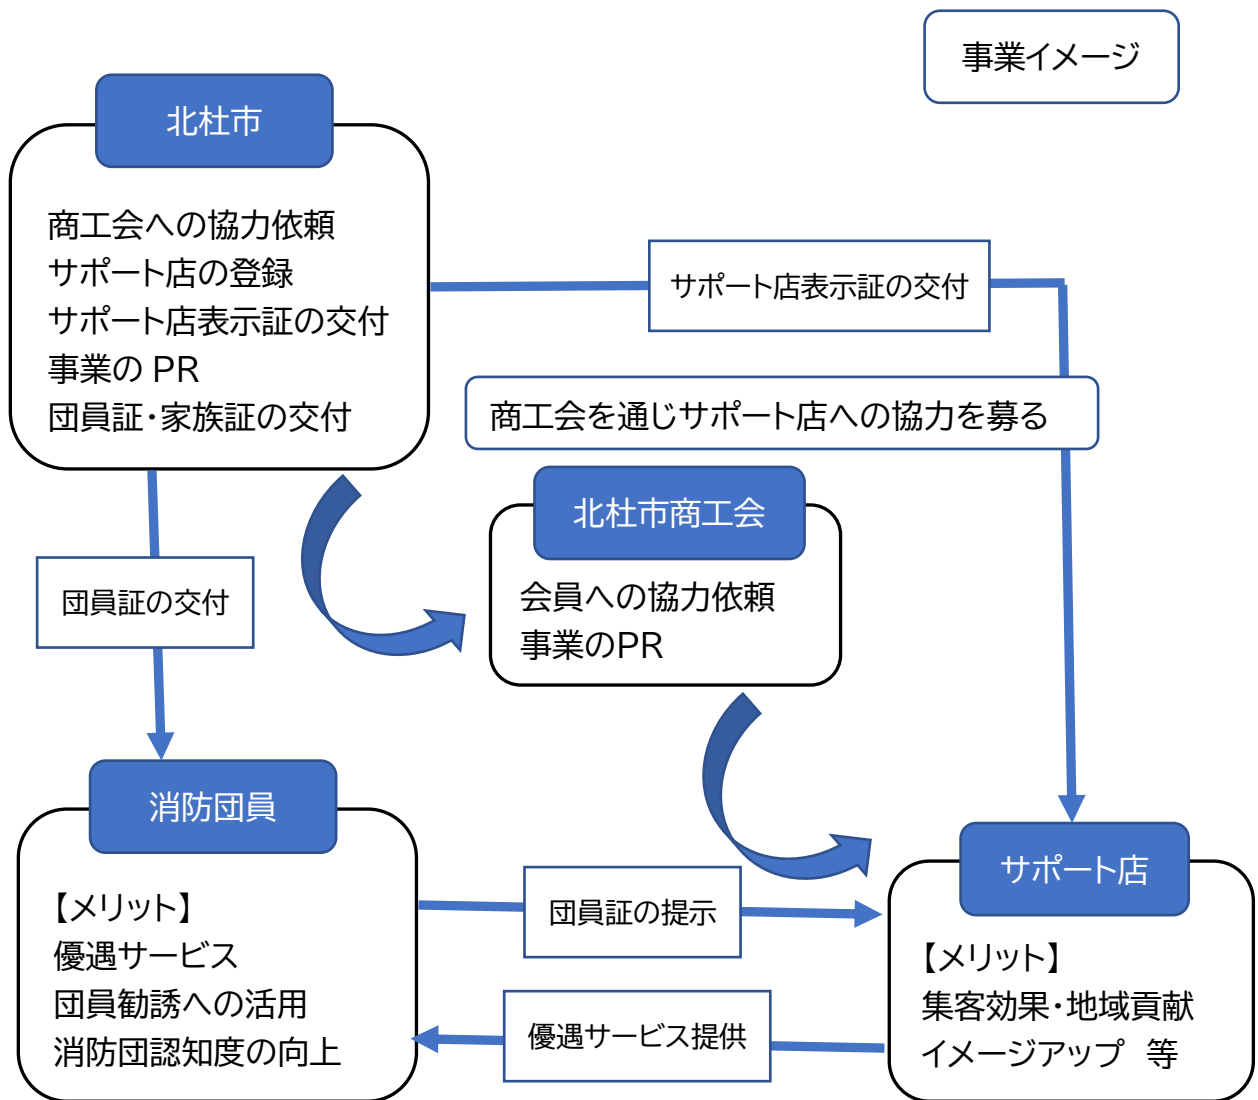 事業イメージ
北杜市
商工会への協力依頼
サポート店の登録
サポート店表示証の交付
事業の PR
団員証・家族証の交付
サポート店表示証の交付
商工会を通じサポート店への協力を募る
北杜市商工会
会員への協力依頼
事業のPR
団員証の交付
消防団員
【メリット】
優遇サービス
団員勧誘への活用
消防団認知度の向上
団員証の提示
優遇サービス提供
サポート店
【メリット】
集客効果・地域貢献
イメージアップ 等